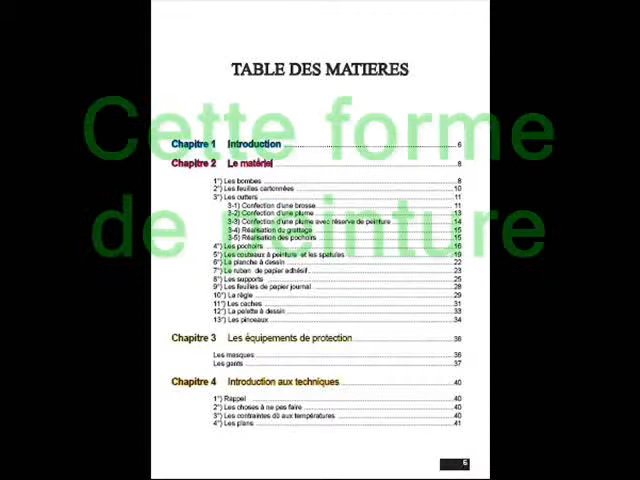 TABLE DES MATIERES
Cette forme
de peinture
Chapitre 1 Introduction 6
Chapitre 2 Le matériel 8
1°) Les bombes 8
2°) Les feuilles cartonnées 10
3°) Les cutters 11
3-1) Confection d'une brosse 11
3-2) Confection d'une plume 13
3-3) Confection d'une plume avec réserve de peinture 14
3-4) Réalisation du grattage 15
3-5) Réalisation des pochoirs 15
4°) Les pochoirs 16
5°) Les couteaux à peinture et les spatules 19
6°) La planche à dessin 22
7°) Le ruban de papier adhésif 23
8°) Les supports 25
9°) Les feuilles de papier journal 28
10°) La règle 29
11°) Les caches 31
12°) La palette à dessin 33
13°) Les pinceaux 34
Chapitre 3 Les équipements de protection 36
Les masques 36
Les gants 37
Chapitre 4 Introduction aux techniques 40
1°) Rappel 40
2°) Les choses à ne pas faire 40
3°) Les contraintes dû aux températures 40
4°) Les plans 41
5